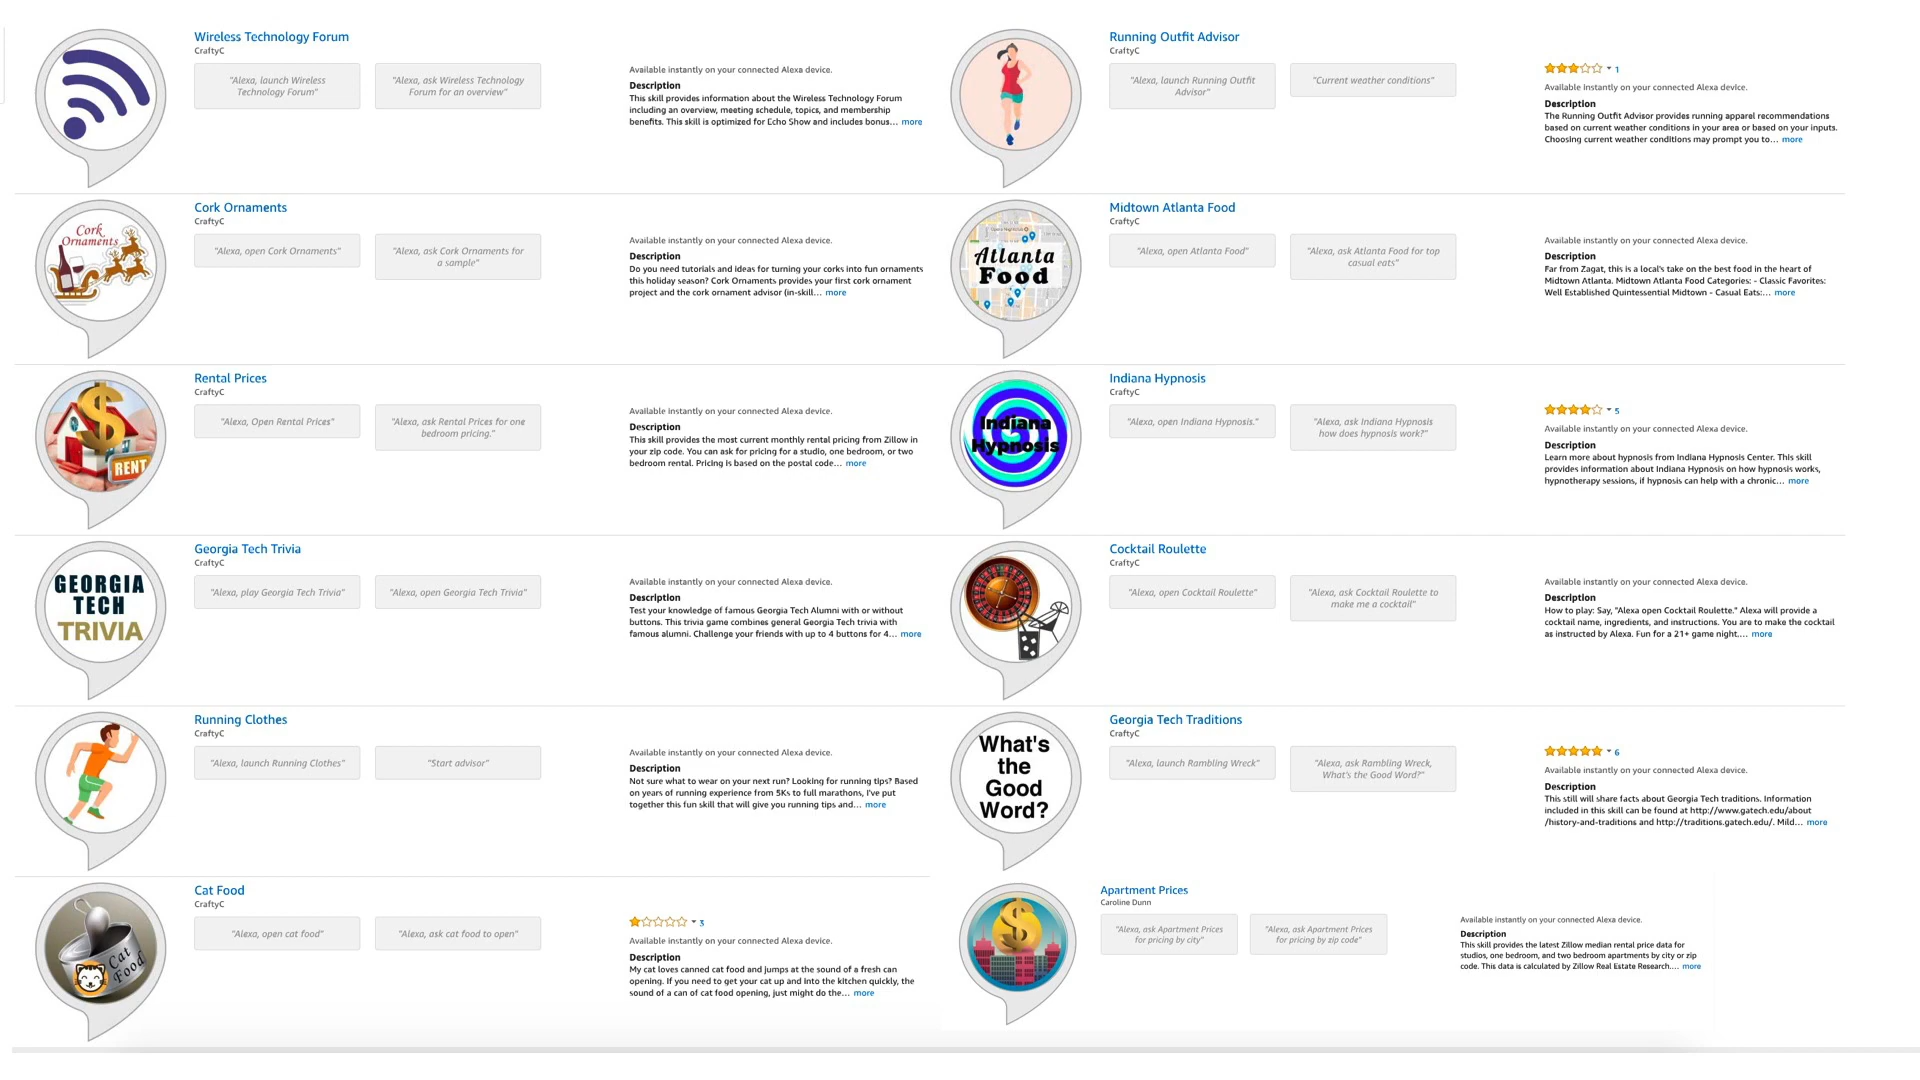 Wireless Technology Forum
CraftyC
"Alexa, launch Wireless
Technology Forum"
"Alexa, ask Wireless Technology
Forum for an overview"
Available instantly on your connected Alexa device.
Description
This skill provides information about the Wireless Technology Forum
including an overview, meeting schedule, topics, and membership
benefits. This skill is optimized for Echo Show and includes bonus... more
Running Outfit Advisor
CraftyC
"Alexa, launch Running Outfit
Advisor"
"Current weather conditions"
1
Available instantly on your connected Alexa device.
Description
The Running Outfit Advisor provides running apparel recommendations
based on current weather conditions in your area or based on your inputs.
Choosing current weather conditions may prompt you to... more
Cork
Ornaments
Cork Ornaments
CraftyC
"Alexa, open Cork Ornaments"
"Alexa, ask Cork Ornaments for
a sample"
Available instantly on your connected Alexa device.
Description
Do you need tutorials and ideas for turning your corks into fun ornaments
this holiday season? Cork Ornaments provides your first cork ornament
project and the cork ornament advisor (in-skill... more
Atlanta
Food
Midtown Atlanta Food
CraftyC
"Alexa, open Atlanta Food"
"Alexa, ask Atlanta Food for top
casual eats"
Available instantly on your connected Alexa device.
Description
Far from Zagat, this is a local's take on the best food in the heart of
Midtown Atlanta. Midtown Atlanta Food Categories: - Classic Favorites:
Well Established Quintessential Midtown - Casual Eats:... more
RENT
Rental Prices
CraftyC
"Alexa, Open Rental Prices"
"Alexa, ask Rental Prices for one
bedroom pricing."
Available instantly on your connected Alexa device.
Description
This skill provides the most current monthly rental pricing from Zillow in
your zip code. You can ask for pricing for a studio, one bedroom, or two
bedroom rental. Pricing is based on the postal code... more
Indiana
Hypnosis
Indiana Hypnosis
CraftyC
"Alexa, open Indiana Hypnosis."
"Alexa, ask Indiana Hypnosis
how does hypnosis work?"
5
Available instantly on your connected Alexa device.
Description
Learn more about hypnosis from Indiana Hypnosis Center. This skill
provides information about Indiana Hypnosis on how hypnosis works,
hypnotherapy sessions, if hypnosis can help with a chronic... more
GEORGIA
TECH
TRIVIA
Georgia Tech Trivia
CraftyC
"Alexa, play Georgia Tech Trivia"
"Alexa, open Georgia Tech Trivia"
Available instantly on your connected Alexa device.
Description
Test your knowledge of famous Georgia Tech Alumni with or without
buttons. This trivia game combines general Georgia Tech trivia with
famous alumni. Challenge your friends with up to 4 buttons for 4... more
Cocktail Roulette
CraftyC
"Alexa, open Cocktail Roulette"
"Alexa, ask Cocktail Roulette to
make me a cocktail"
Available instantly on your connected Alexa device.
Description
How to play: Say, "Alexa open Cocktail Roulette." Alexa will provide a
cocktail name, ingredients, and instructions. You are to make the cocktail
as instructed by Alexa. Fun for a 21+ game night.... more
Running Clothes
CraftyC
"Alexa, launch Running Clothes"
"Start advisor"
Available instantly on your connected Alexa device.
Description
Not sure what to wear on your next run? Looking for running tips? Based
on years of running experience from 5Ks to full marathons, I've put
together this fun skill that will give you running tips and... more
What's
the
Good
Word?
Georgia Tech Traditions
CraftyC
"Alexa, launch Rambling Wreck"
"Alexa, ask Rambling Wreck,
What's the Good Word?"
6
Available instantly on your connected Alexa device.
Description
This still will share facts about Georgia Tech traditions. Information
included in this skill can be found at http://www.gatech.edu/about
/history-and-traditions and http://traditions.gatech.edu/. Mild... more
Cat
Food
Cat Food
CraftyC
"Alexa, open cat food"
"Alexa, ask cat food to open"
3
Available instantly on your connected Alexa device.
Description
My cat loves canned cat food and jumps at the sound of a fresh can
opening. If you need to get your cat up and into the kitchen quickly, the
sound of a can of cat food opening, just might do the... more
Apartment Prices
Caroline Dunn
"Alexa, ask Apartment Prices
for pricing by city"
"Alexa, ask Apartment Prices
for pricing by zip code"
Available instantly on your connected Alexa device.
Description
This skill provides the latest Zillow median rental price data for
studios, one bedroom, and two bedroom apartments by city or zip
code. This data is calculated by Zillow Real Estate Research.... more